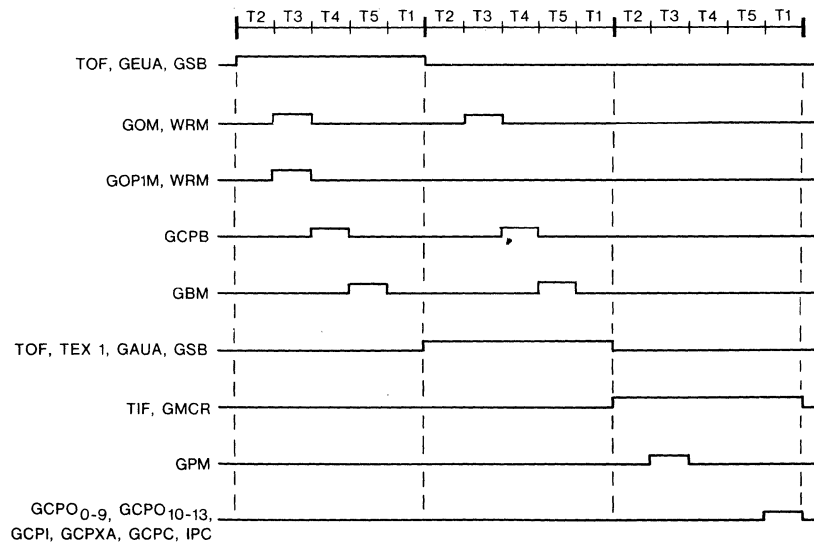 T2 T3 T4 T5 T1 T2 T3 T4 T5 T1 T2 T3 T4 T5 T1
TOF, GEUA, GSB
GOM, WRM
GOP1M, WRM
GCPB
GBM
TOF, TEX 1, GAUA, GSB
TIF, GMCR
GPM
GCPO0-9, GCPO10-13,
GCPI, GCPXA, GCPC, IPC